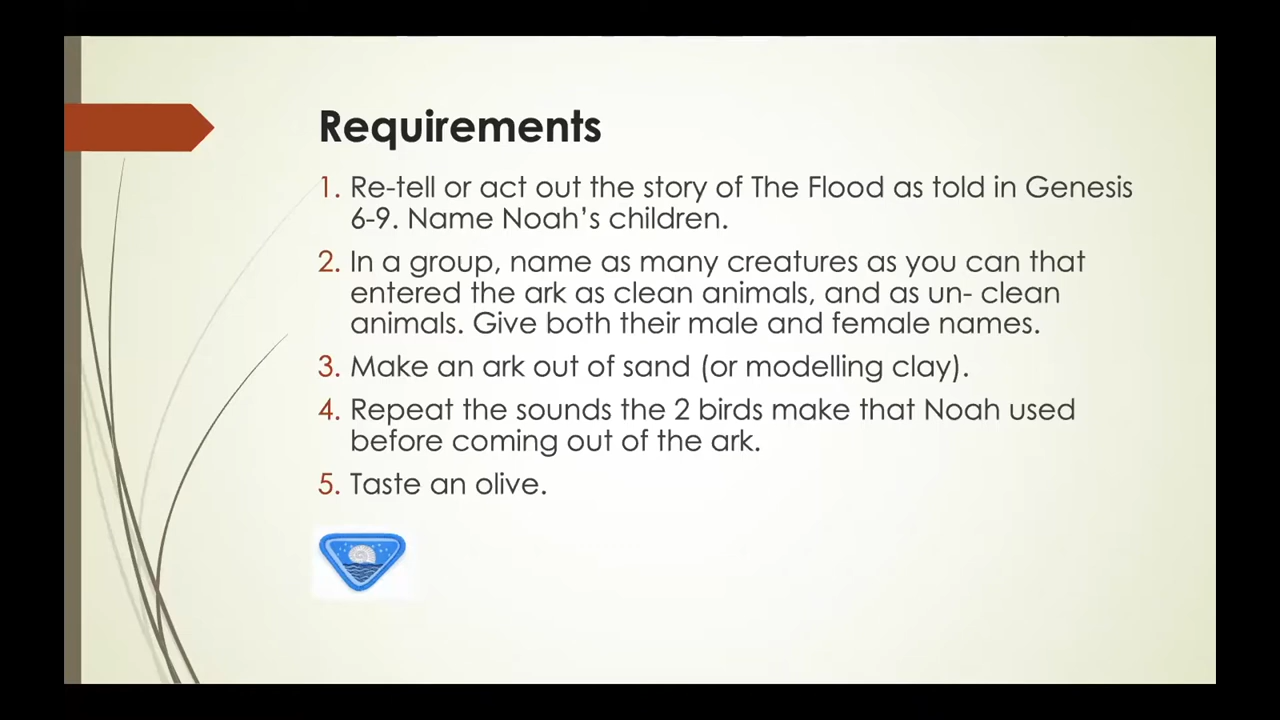 Requirements
1. Re-tell or act out the story of The Flood as told in Genesis
6-9. Name Noah's children.
2. In a group, name as many creatures as you can that
entered the ark as clean animals, and as un- clean
animals. Give both their male and female names.
3. Make an ark out of sand (or modelling clay).
4. Repeat the sounds the 2 birds make that Noah used
before coming out of the ark.
5. Taste an olive.